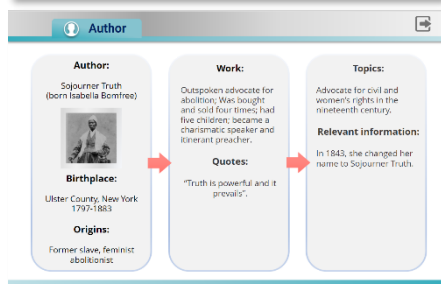 Author
Author:
Sojourner Truth
(born Isabella Bomfree)
Birthplace:
Ulster County, New York
1797-1883
Origins:
Former slave, feminist
abolitionist
Work:
Outspoken advocate for
abolition; Was bought
and sold four times; had
five children; became a
charismatic speaker and
itinerant preacher.
Quotes:
"Truth is powerful and it
prevails".
Topics:
Advocate for civil and
women's rights in the
nineteenth century.
Relevant information:
In 1843, she changed her
name to Sojourner Truth.